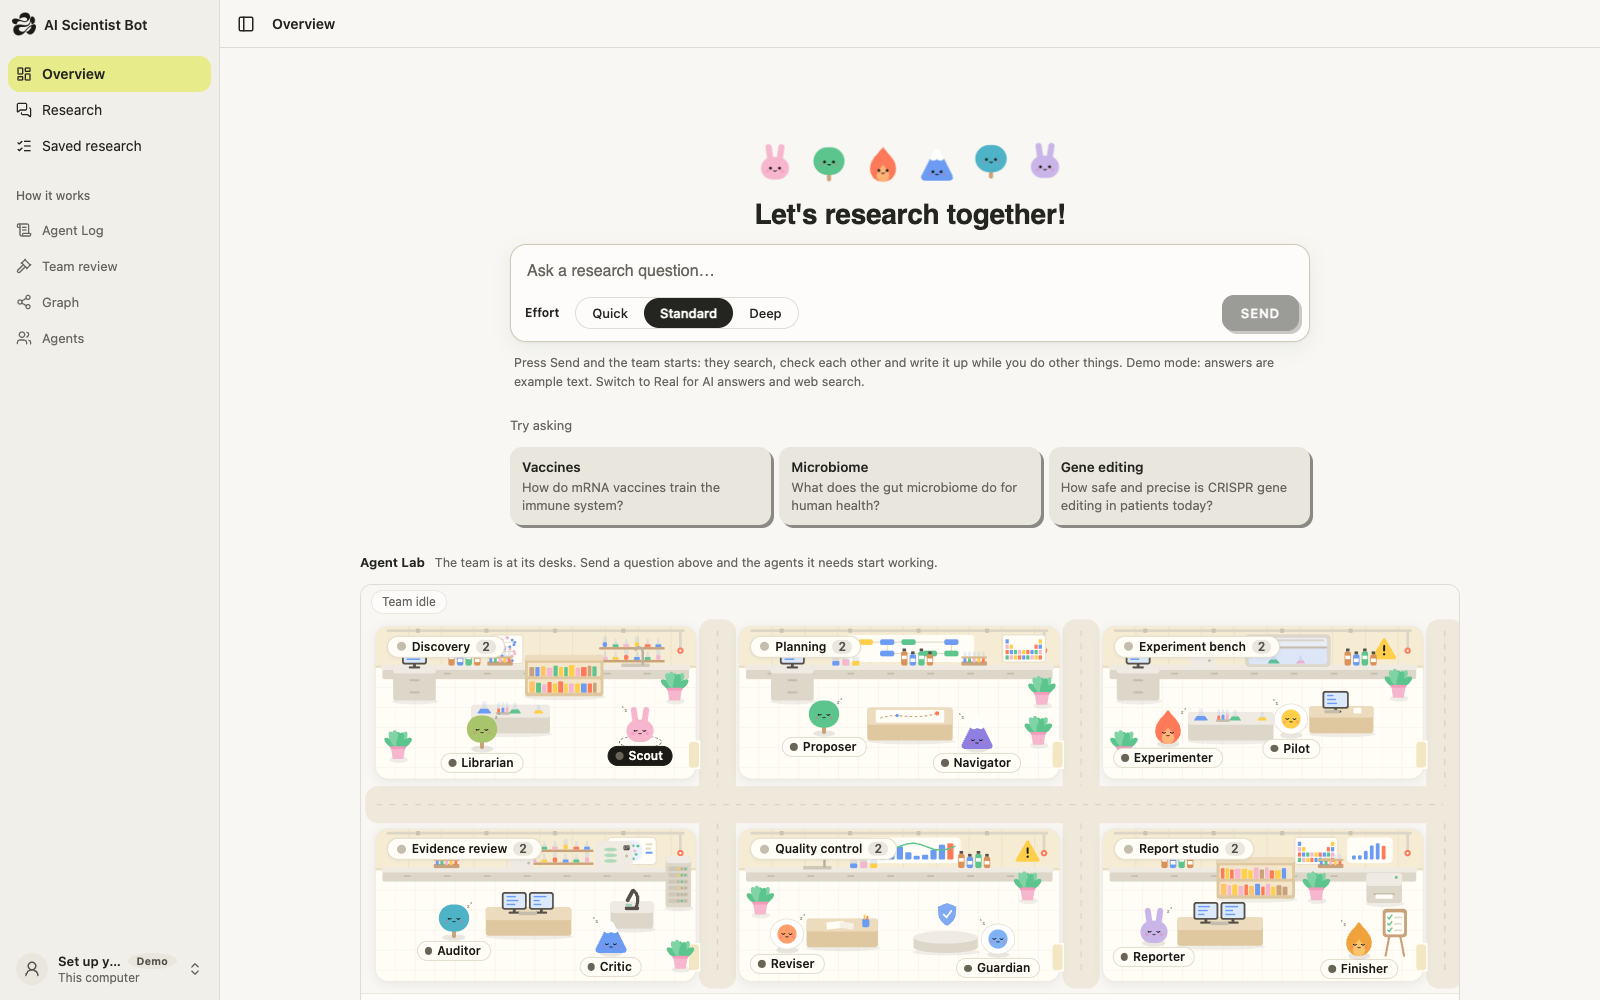 AI Scientist Bot
Overview
Overview
Research
Saved research
How it works
Agent Log
Team review
Graph
Agents
Let's research together!
Ask a research question…
Effort
Quick
Standard
Deep
SEND
Press Send and the team starts: they search, check each other and write it up while you do other things. Demo mode: answers are
example text. Switch to Real for AI answers and web search.
Try asking
Vaccines
How do mRNA vaccines train the
immune system?
Microbiome
What does the gut microbiome do for
human health?
Gene editing
How safe and precise is CRISPR gene
editing in patients today?
Agent Lab The team is at its desks. Send a question above and the agents it needs start working.
Team idle
Discovery 2
Planning 2
Experiment bench 2
Librarian
Scout
Proposer
Navigator
Experimenter
Pilot
Evidence review 2
Quality control 2
Report studio 2
Auditor
Critic
Reviser
Guardian
Reporter
Finisher
Set up y... Demo
This computer